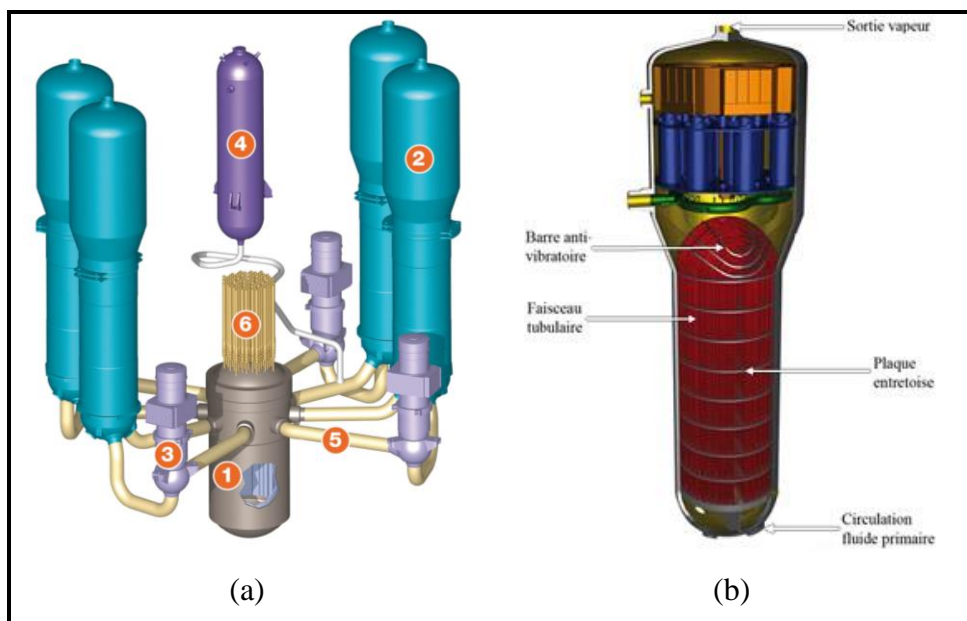 4
2
6
5
3
1
(a)
Sortie vapeur
Barre anti-
vibratoire
Faisceau
tubulaire
Plaque
entretoise
Circulation
fluide primaire
(b)